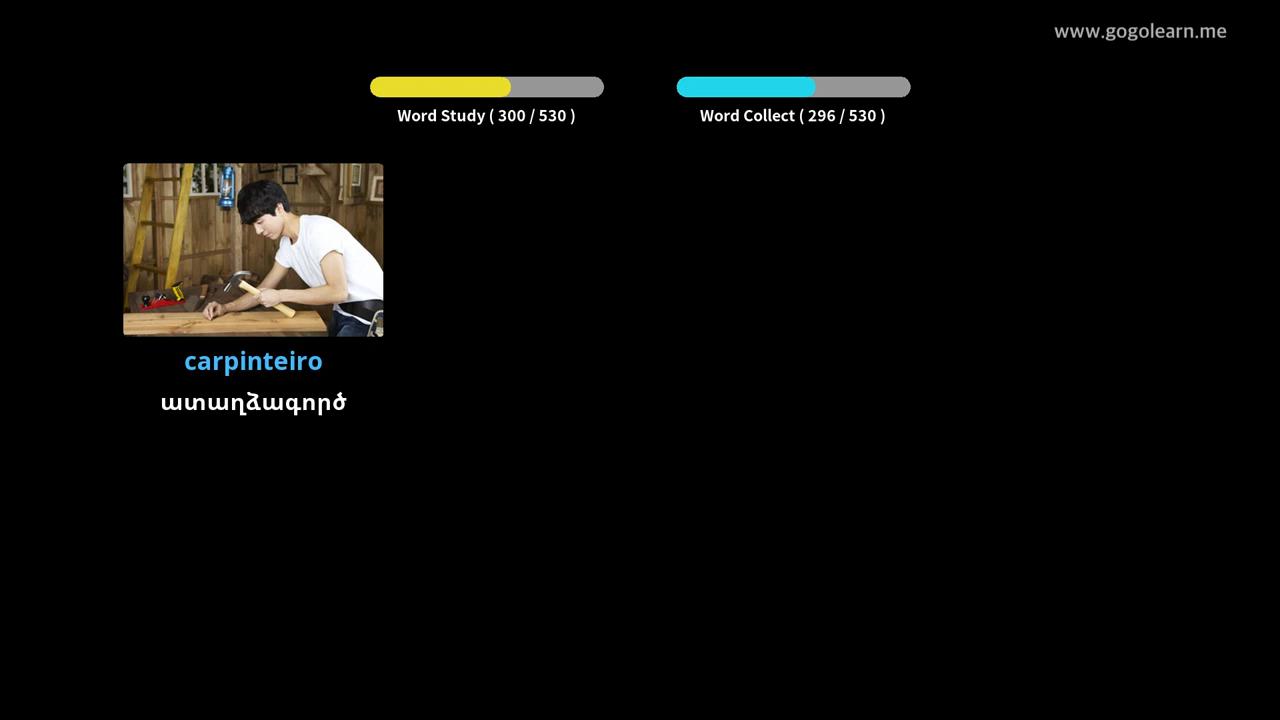 www.gogolearn.me
Word Study ( 300 / 530 )
Word Collect ( 296 / 530 )
carpinteiro
ատաղձագործ